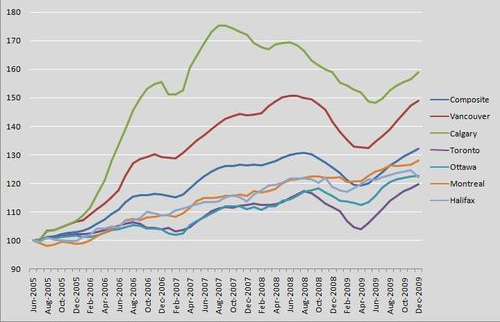 180
170
160
150
140
130
120
110
100
90
Jun-2005
Aug-2005
Oct-2005
Dec-2005
Feb-2006
Apr-2006
Jun-2006
Aug-2006
Oct-2006
Dec-2006
Feb-2007
Apr-2007
Jun-2007
Aug-2007
Oct-2007
Dec-2007
Feb-2008
Apr-2008
Jun-2008
Aug-2008
Oct-2008
Dec-2008
Feb-2009
Apr-2009
Jun-2009
Aug-2009
Oct-2009
Dec-2009
Composite
Vancouver
Calgary
Toronto
Ottawa
Montreal
Halifax